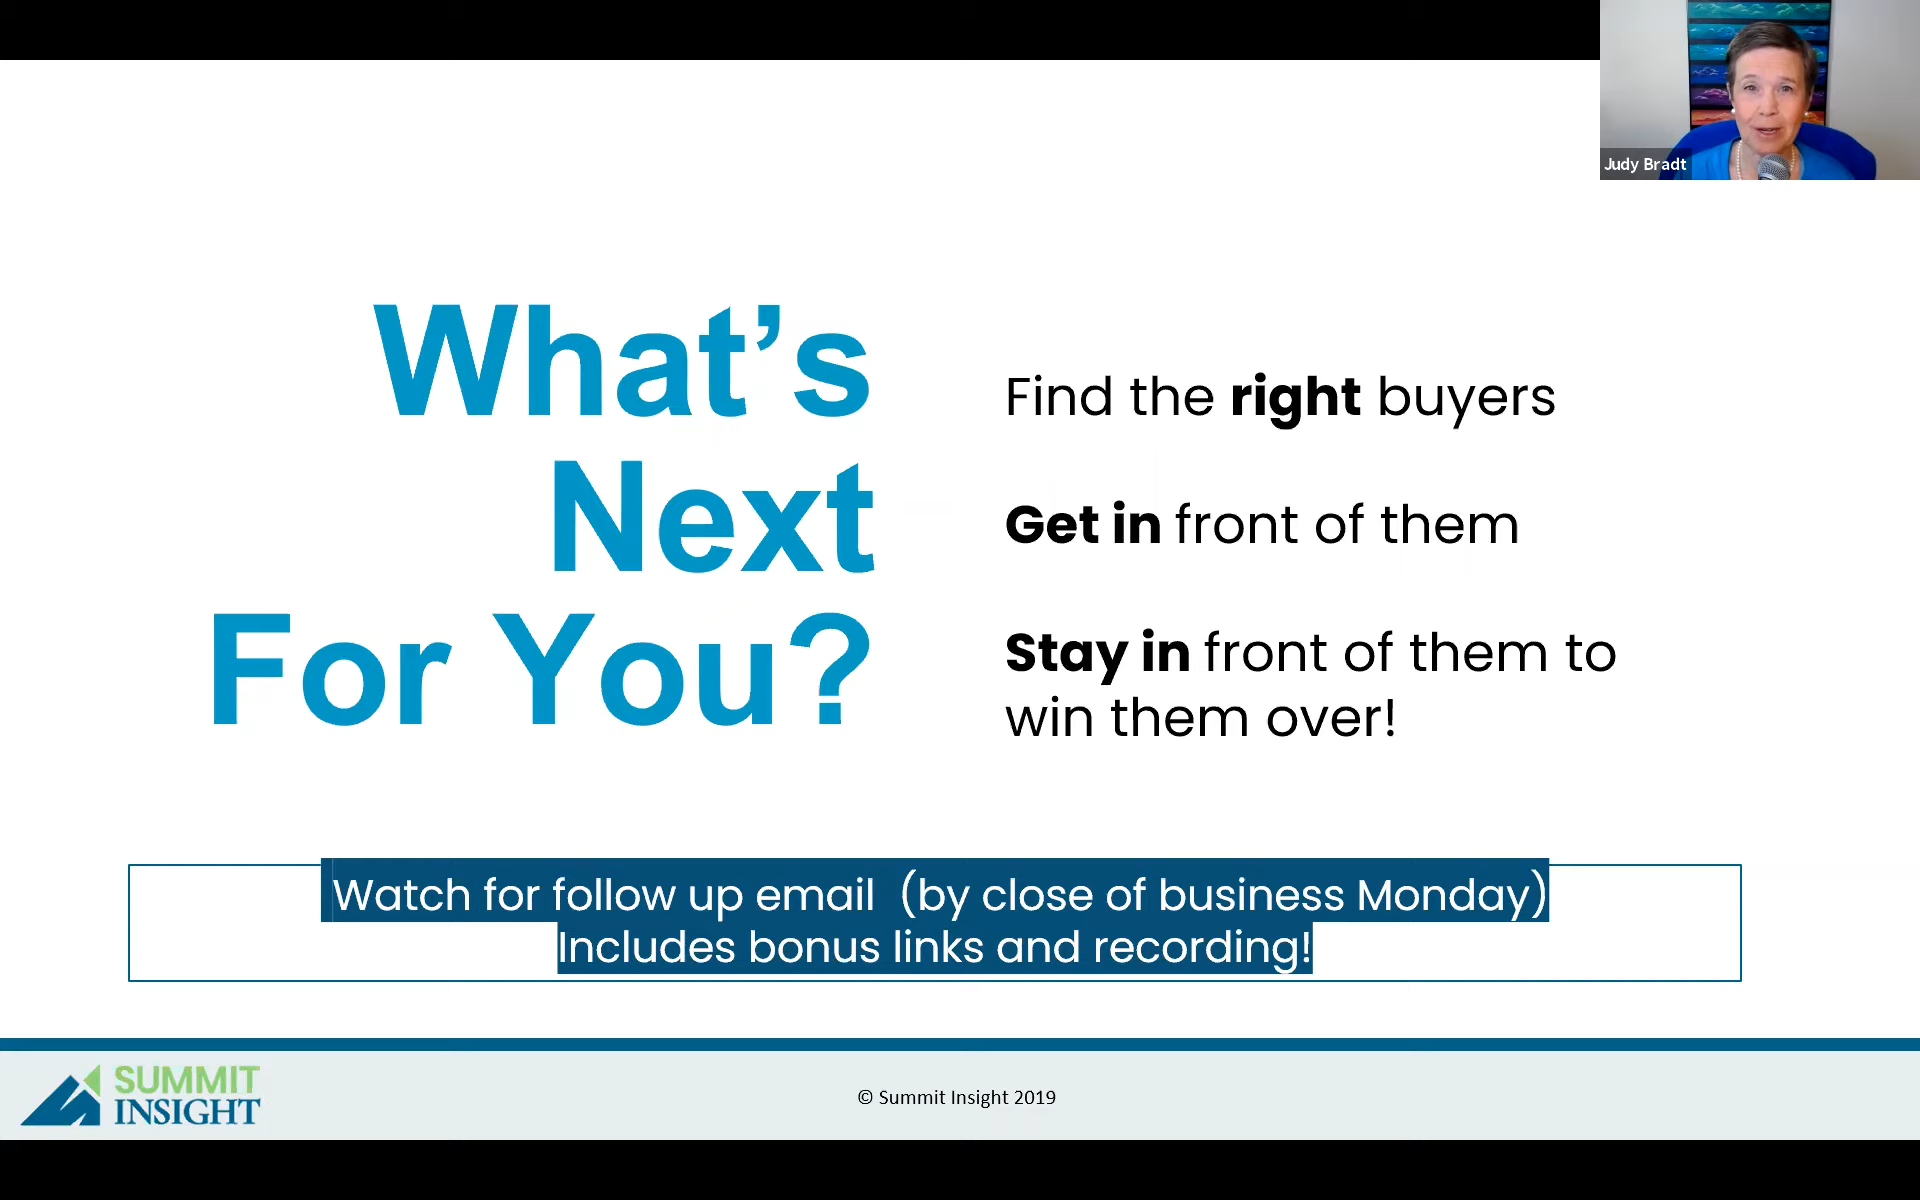 Judy Bradt
What’s
Next
For You?
Find the right buyers
Get in front of them
Stay in front of them to
win them over!
Watch for follow up email  (by close of business Monday)
Includes bonus links and recording!
SUMMIT
INSIGHT
© Summit Insight 2019